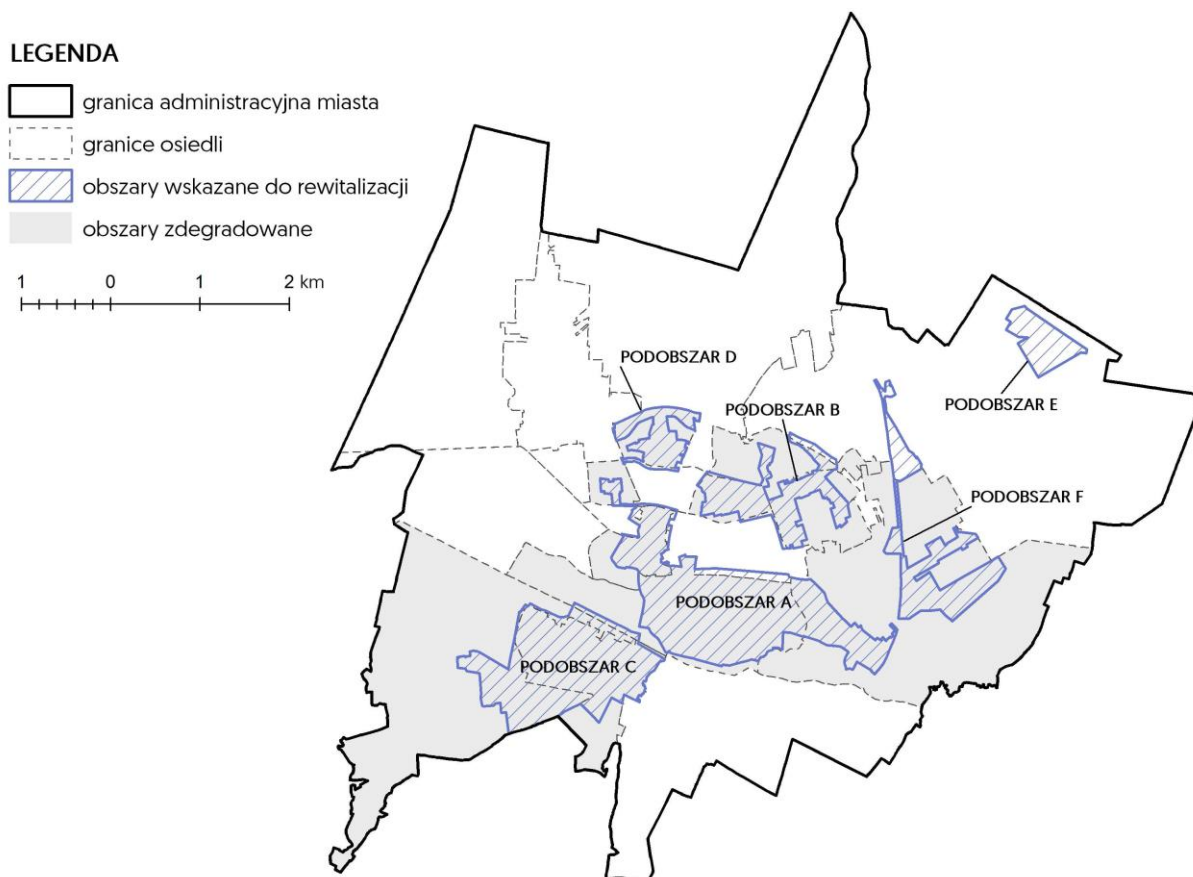 LEGENDA
granica administracyjna miasta
granice osiedli
obszary wskazane do rewitalizacji
obszary zdegradowane
1 0 1 2 km
PODOBSZAR D
PODOBSZAR B
PODOBSZAR E
PODOBSZAR F
PODOBSZAR A
PODOBSZAR C